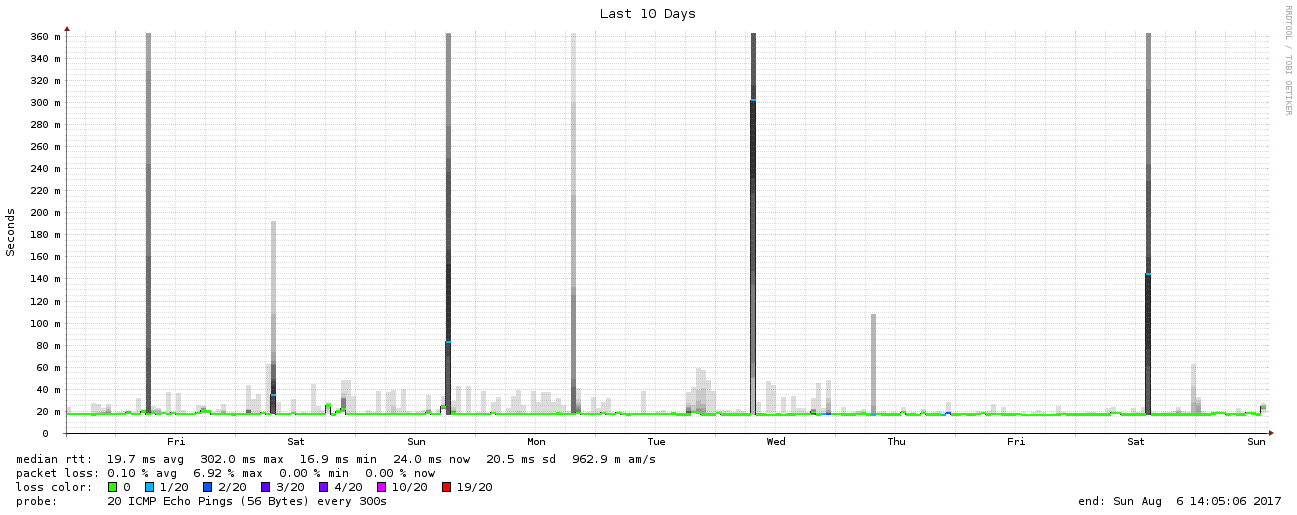 Last 10 Days
RRDTOOL / TOBI OETIKER
Seconds
360 m
340 m
320 m
300 m
280 m
260 m
240 m
220 m
200 m
180 m
160 m
140 m
120 m
100 m
80 m
60 m
40 m
20 m
0
Fri Sat Sun Mon Tue Wed Thu Fri Sat Sun
median rtt: 19.7 ms avg 302.0 ms max 16.9 ms min 24.0 ms now 20.5 ms sd 962.9 m am/s
packet loss: 0.10 % avg 6.92 % max 0.00 % min 0.00 % now
loss color: 0 1/20 2/20 3/20 4/20 10/20 19/20
probe: 20 ICMP Echo Pings (56 Bytes) every 300s end: Sun Aug 6 14:05:06 2017